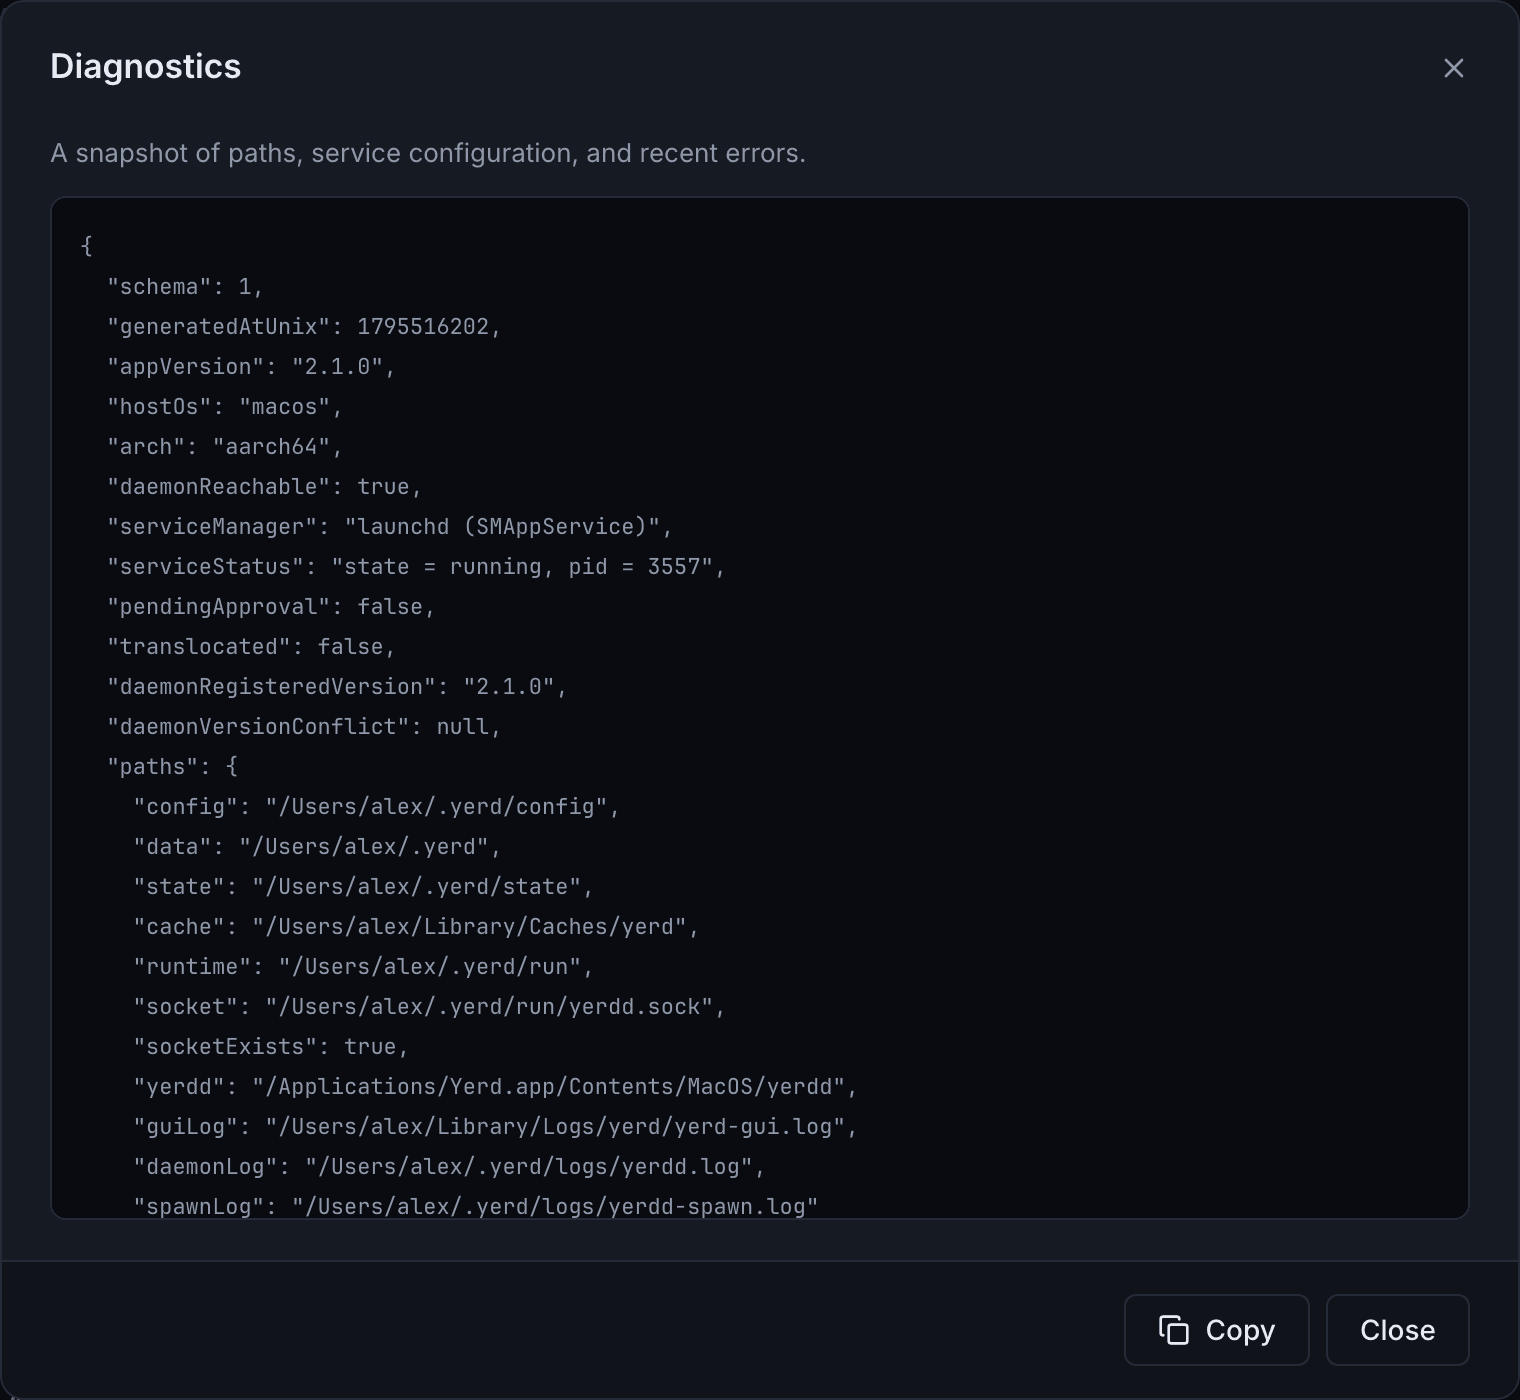 Diagnostics
A snapshot of paths, service configuration, and recent errors.
{
  "schema": 1,
  "generatedAtUnix": 1795516202,
  "appVersion": "2.1.0",
  "hostOs": "macos",
  "arch": "aarch64",
  "daemonReachable": true,
  "serviceManager": "launchd (SMAppService)",
  "serviceStatus": "state = running, pid = 3557",
  "pendingApproval": false,
  "translocated": false,
  "daemonRegisteredVersion": "2.1.0",
  "daemonVersionConflict": null,
  "paths": {
    "config": "/Users/alex/.yerd/config",
    "data": "/Users/alex/.yerd",
    "state": "/Users/alex/.yerd/state",
    "cache": "/Users/alex/Library/Caches/yerd",
    "runtime": "/Users/alex/.yerd/run",
    "socket": "/Users/alex/.yerd/run/yerdd.sock",
    "socketExists": true,
    "yerdd": "/Applications/Yerd.app/Contents/MacOS/yerdd",
    "guiLog": "/Users/alex/Library/Logs/yerd/yerd-gui.log",
    "daemonLog": "/Users/alex/.yerd/logs/yerdd.log",
    "spawnLog": "/Users/alex/.yerd/logs/yerdd-spawn.log"
Copy
Close